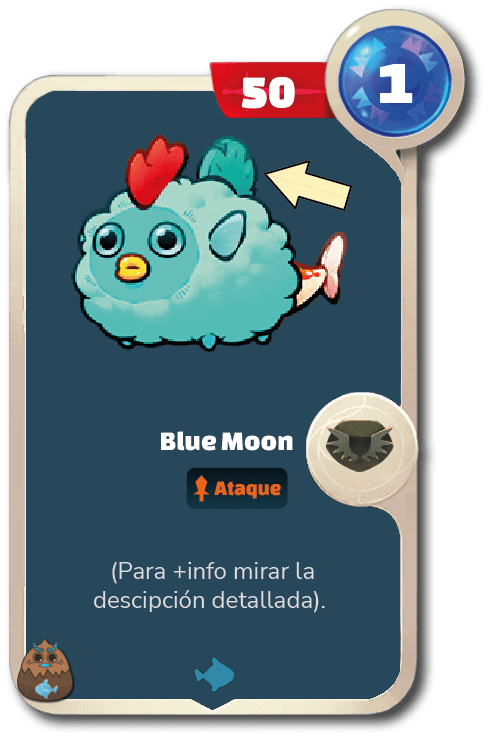 50
1
Blue Moon
Ataque
(Para +info mirar la
descipción detallada).